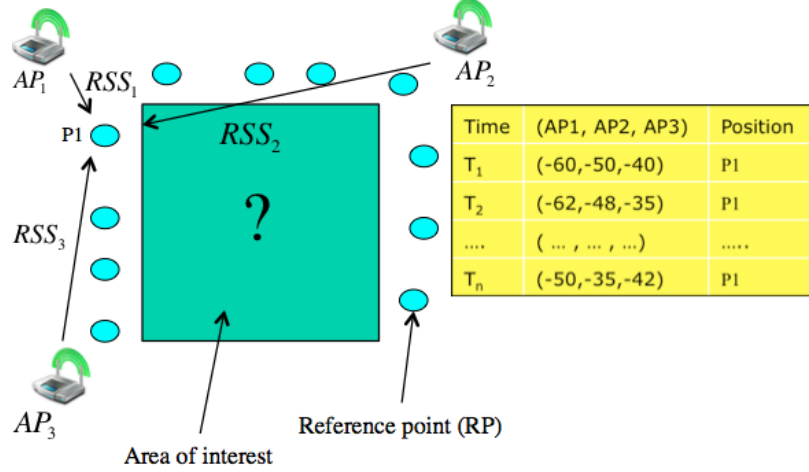 AP₁
RSS₁
AP₂
P1
RSS₂
?
RSS₃
AP₃
Time (AP1, AP2, AP3) Position
T₁ (-60,-50,-40) P1
T₂ (-62,-48,-35) P1
.... ( ... , ... , ...) .....
Tₙ (-50,-35,-42) P1
Reference point (RP)
Area of interest